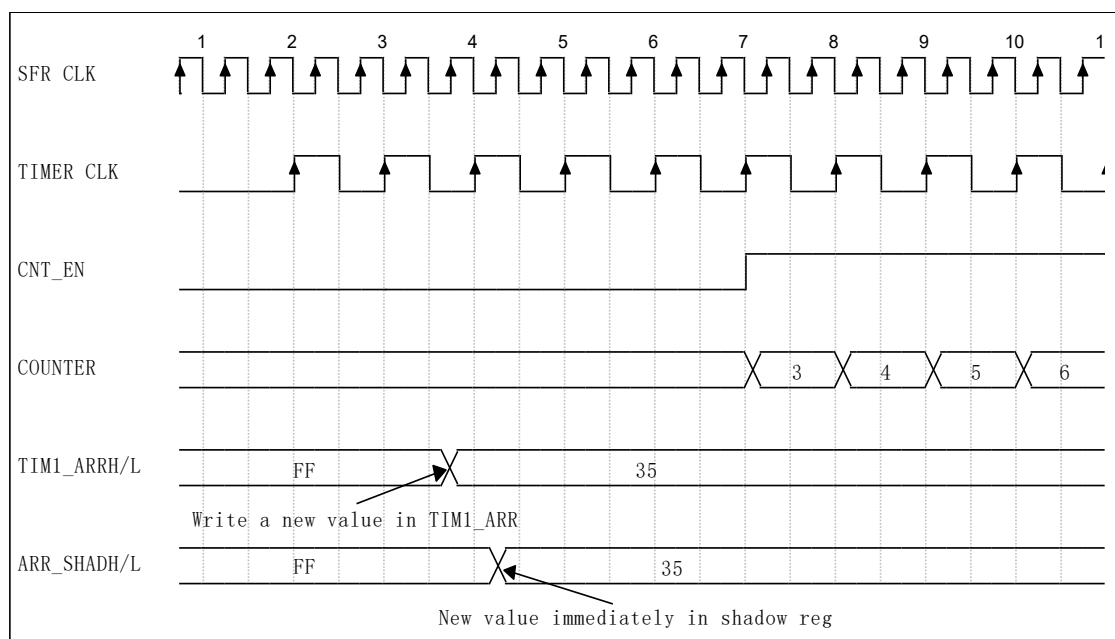 1 2 3 4 5 6 7 8 9 10 1
SFR CLK
TIMER CLK
CNT_EN
COUNTER 3 4 5 6
TIM1_ARRH/L FF 35
Write a new value in TIM1_ARR
ARR_SHADH/L FF 35
New value immediately in shadow reg